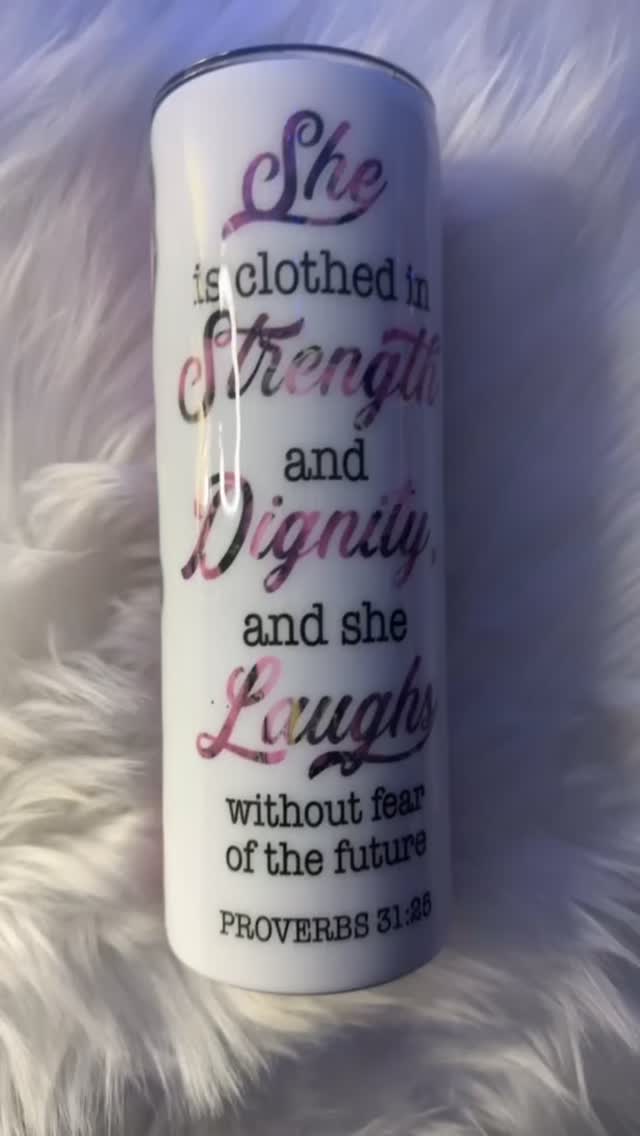 She
is clothed in
Strength
and
Dignity,
and she
Laughs
without fear
of the future
PROVERBS 31:25